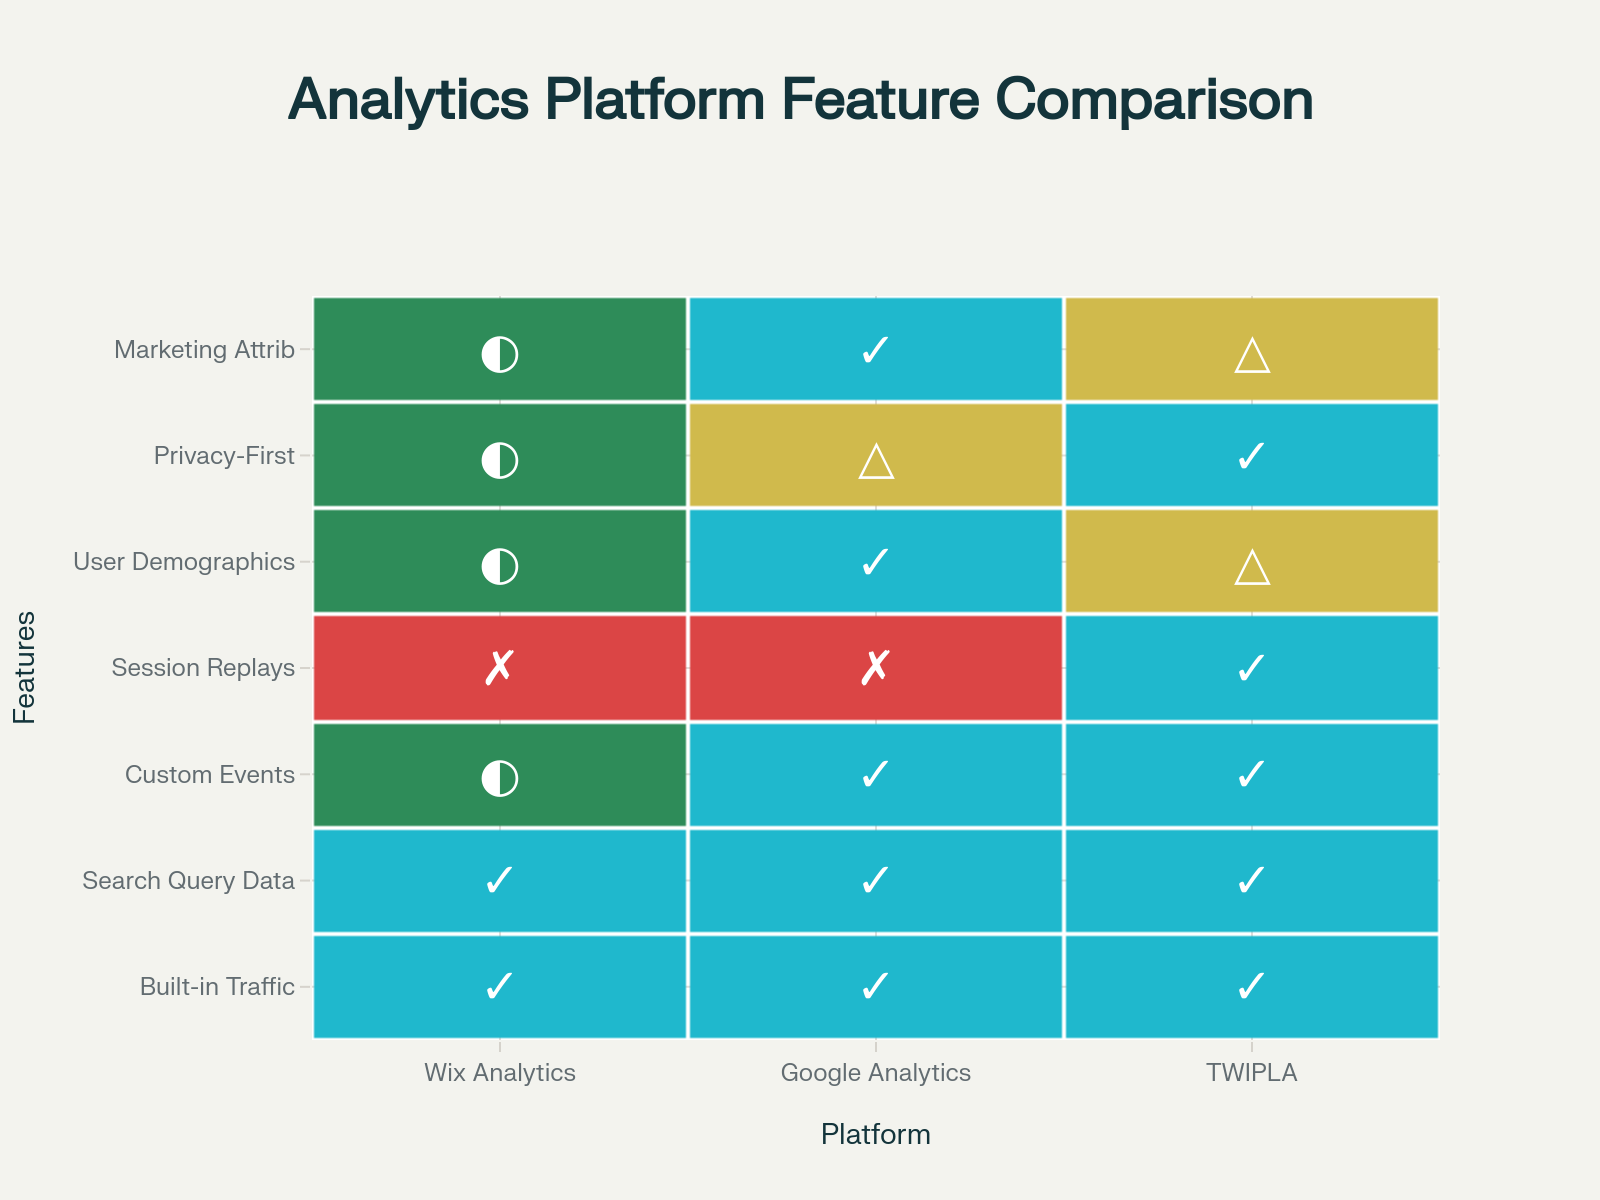 Analytics Platform Feature Comparison
Marketing Attrib ◐ ✓ △
Privacy-First ◐ △ ✓
User Demographics ◐ ✓ △
Session Replays ✗ ✗ ✓
Custom Events ◐ ✓ ✓
Search Query Data ✓ ✓ ✓
Built-in Traffic ✓ ✓ ✓
Features
Wix Analytics Google Analytics TWIPLA
Platform